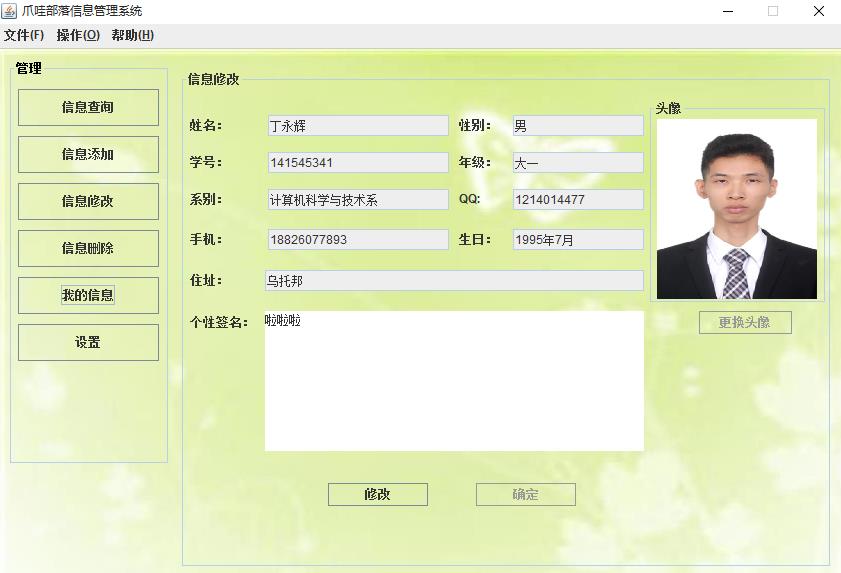 爪哇部落信息管理系统
文件(F) 操作(O) 帮助(H)
管理
信息查询
信息添加
信息修改
信息删除
我的信息
设置
信息修改
姓名： 丁永辉 性别： 男
学号： 141545341 年级： 大一
系别： 计算机科学与技术系 QQ: 1214014477
手机： 18826077893 生日： 1995年7月
住址： 乌托邦
个性签名： 啦啦啦
头像
更换头像
修改 确定